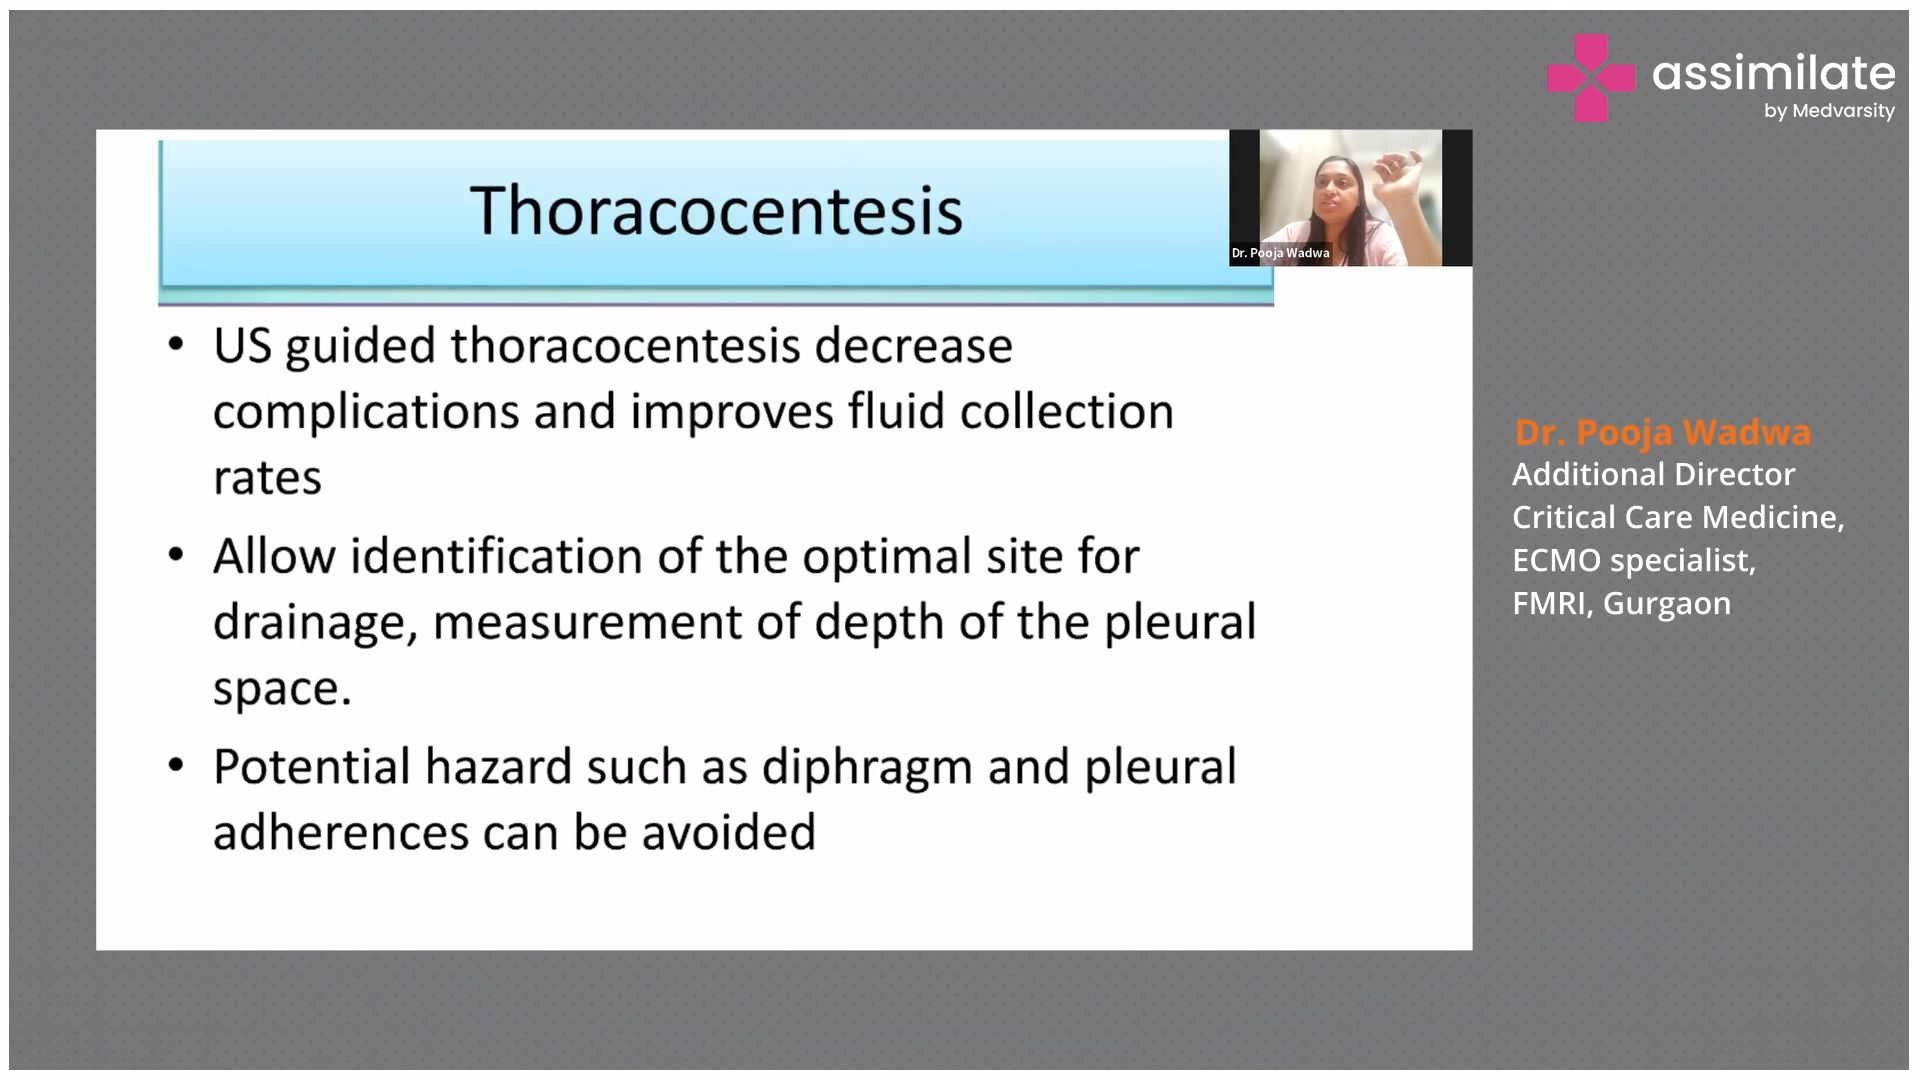 assimilate
by Medvarsity
Thoracocentesis
Dr. Pooja Wadwa
• US guided thoracocentesis decrease
complications and improves fluid collection
rates
• Allow identification of the optimal site for
drainage, measurement of depth of the pleural
space.
• Potential hazard such as diphragm and pleural
adherences can be avoided
Dr. Pooja Wadwa
Additional Director
Critical Care Medicine,
ECMO specialist,
FMRI, Gurgaon